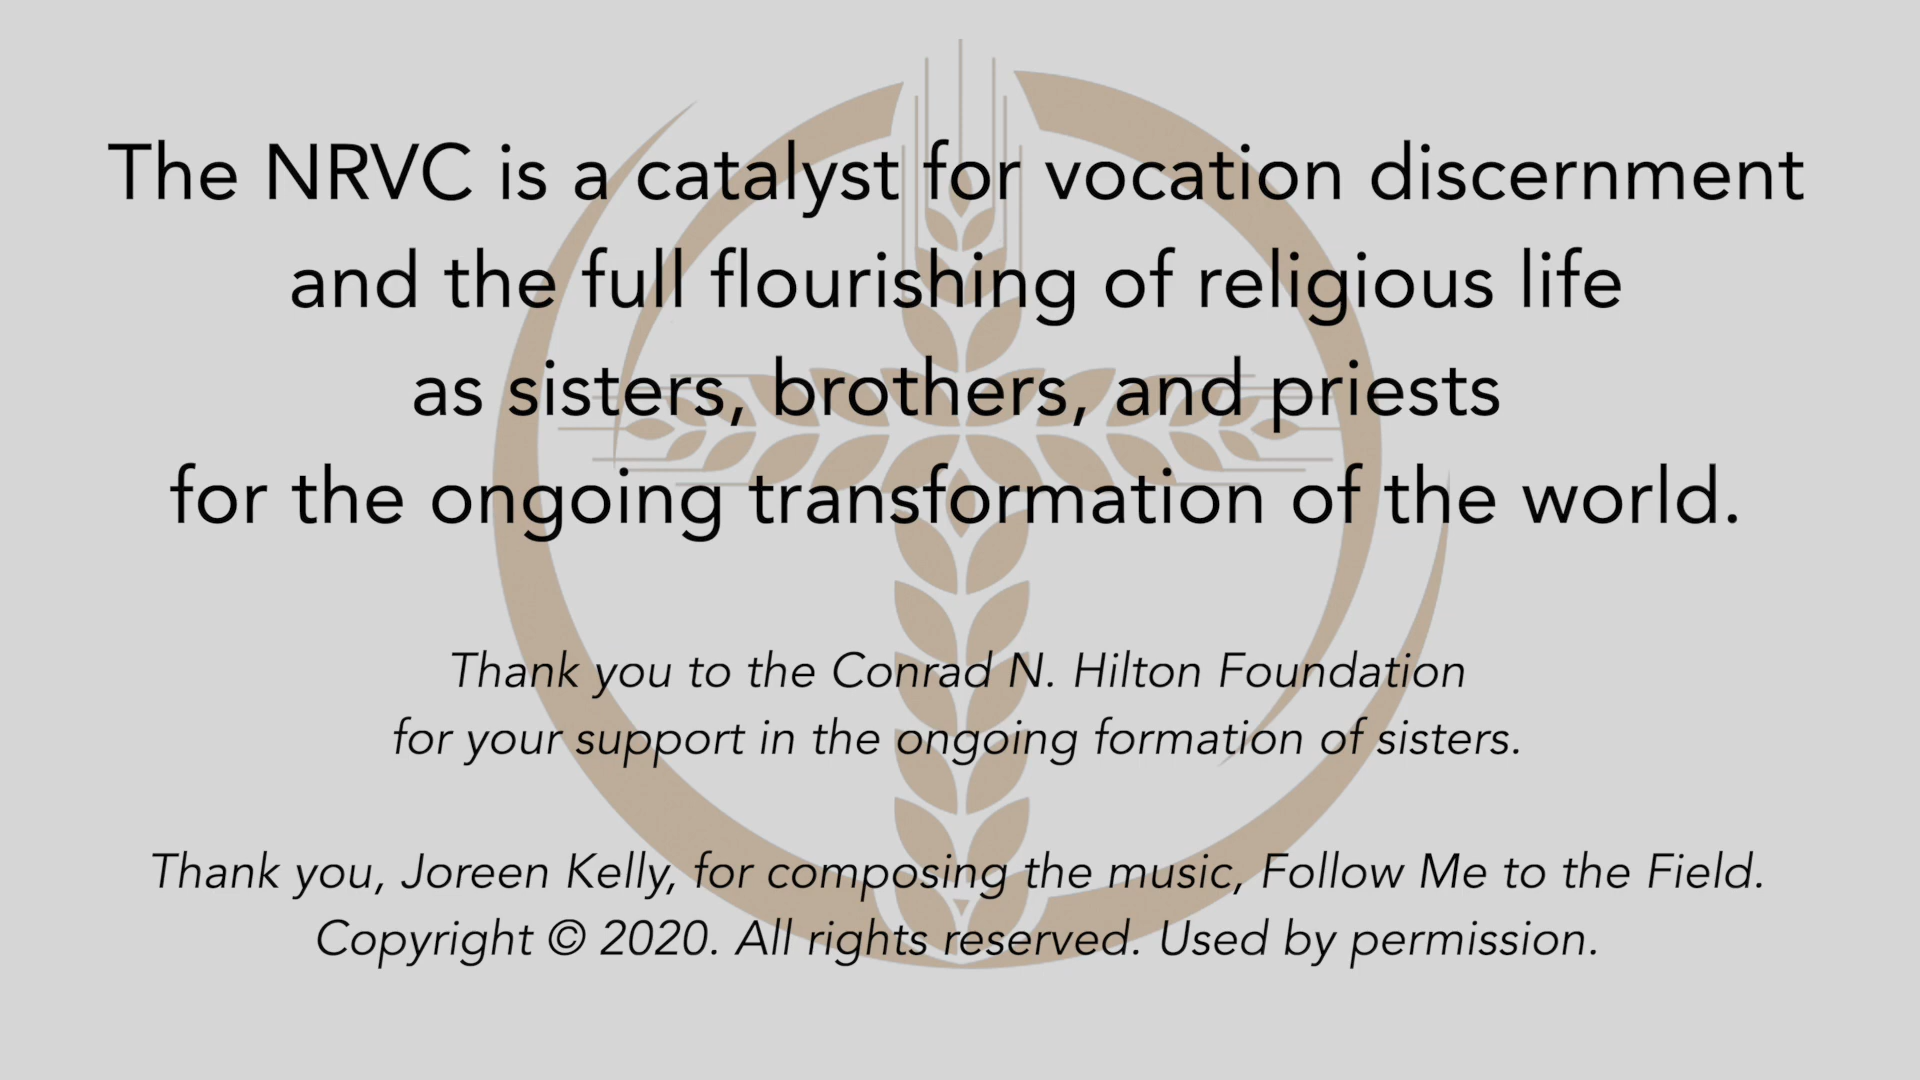 The NRVC is a catalyst for vocation discernment
and the full flourishing of religious life
as sisters, brothers, and priests
for the ongoing transformation of the world.
Thank you to the Conrad N. Hilton Foundation
for your support in the ongoing formation of sisters.
Thank you, Joreen Kelly, for composing the music, Follow Me to the Field.
Copyright © 2020. All rights reserved. Used by permission.